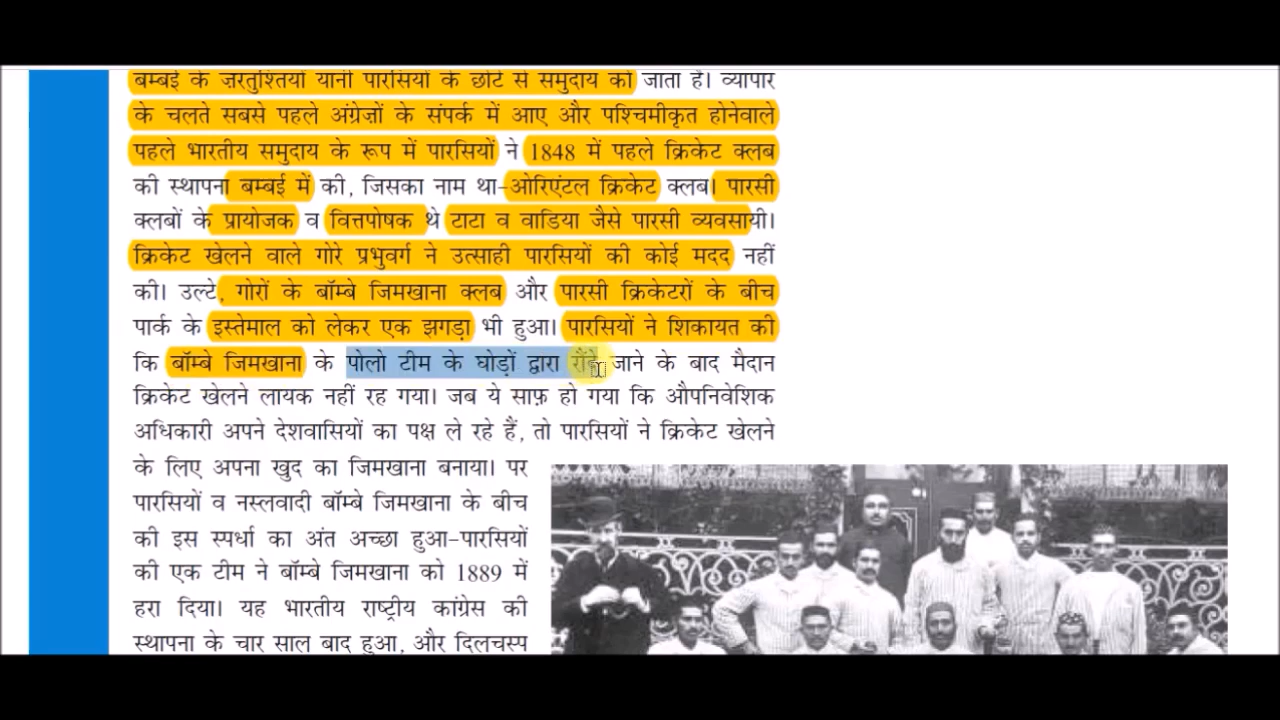 बम्बई के ज़रतुश्तियों यानी पारसियों के छोटे से समुदाय को जाता है। व्यापार
के चलते सबसे पहले अंग्रेज़ों के संपर्क में आए और पश्चिमीकृत होनेवाले
पहले भारतीय समुदाय के रूप में पारसियों ने 1848 में पहले क्रिकेट क्लब
की स्थापना बम्बई में की, जिसका नाम था-ओरिएंटल क्रिकेट क्लब। पारसी
क्लबों के प्रायोजक व वित्तपोषक थे टाटा व वाडिया जैसे पारसी व्यवसायी।
क्रिकेट खेलने वाले गोरे प्रभुवर्ग ने उत्साही पारसियों की कोई मदद नहीं
की। उल्टे, गोरों के बॉम्बे जिमखाना क्लब और पारसी क्रिकेटरों के बीच
पार्क के इस्तेमाल को लेकर एक झगड़ा भी हुआ। पारसियों ने शिकायत की
कि बॉम्बे जिमखाना के पोलो टीम के घोड़ों द्वारा रौंदे जाने के बाद मैदान
क्रिकेट खेलने लायक नहीं रह गया। जब ये साफ़ हो गया कि औपनिवेशिक
अधिकारी अपने देशवासियों का पक्ष ले रहे हैं, तो पारसियों ने क्रिकेट खेलने
के लिए अपना खुद का जिमखाना बनाया। पर
पारसियों व नस्लवादी बॉम्बे जिमखाना के बीच
की इस स्पर्धा का अंत अच्छा हुआ-पारसियों
की एक टीम ने बॉम्बे जिमखाना को 1889 में
हरा दिया। यह भारतीय राष्ट्रीय कांग्रेस की
स्थापना के चार साल बाद हुआ, और दिलचस्प